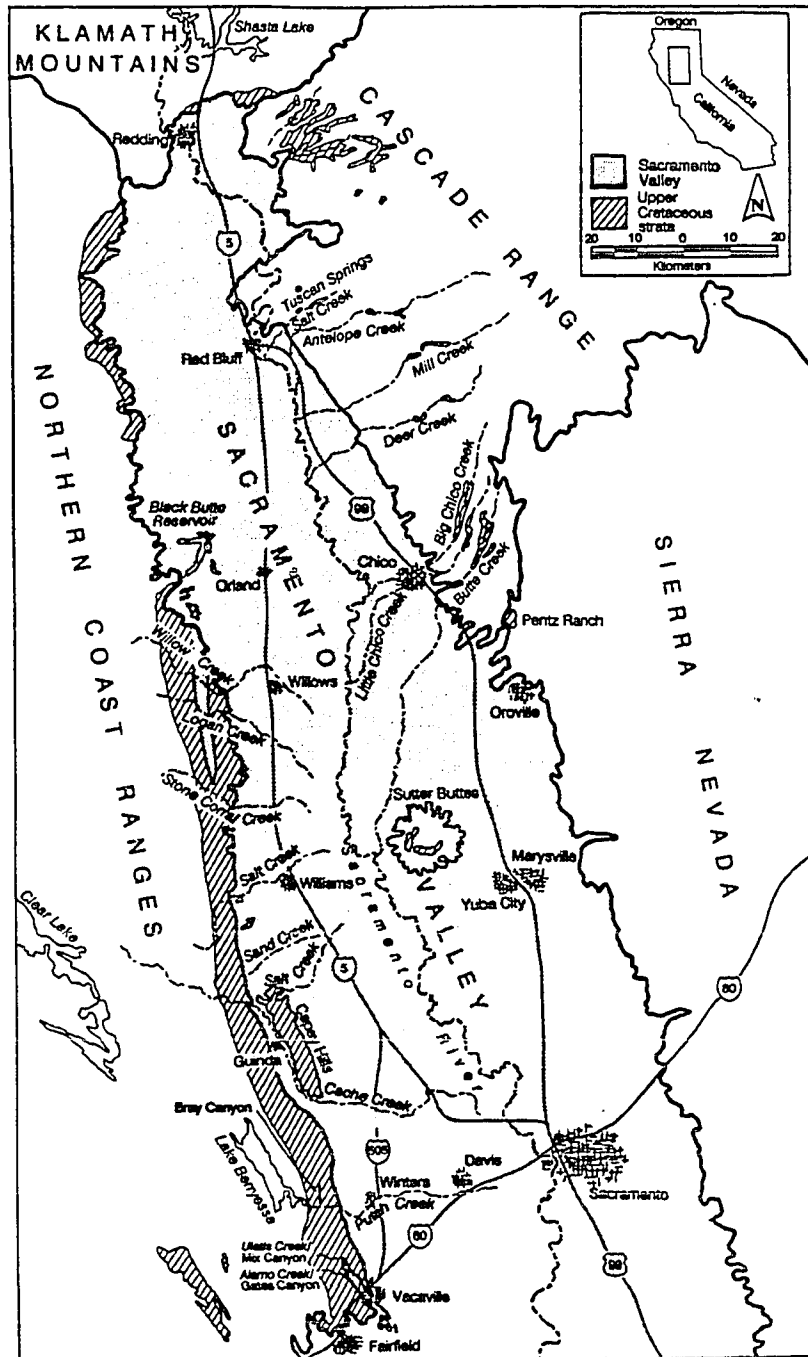 KLAMATH
MOUNTAINS
Shasta Lake
Redding
CASCADE RANGE
Oregon
Nevada
California
Sacramento
Valley
Upper
Cretaceous
strata
N
20 10 0 10 20
Kilometers
5
Tuscan Springs
Salt Creek
Antelope Creek
Red Bluff
Mill Creek
Deer Creek
NORTHERN COAST RANGES
SACRAMENTO VALLEY
99
Big Chico Creek
Black Butte
Reservoir
Orland
Chico
Butte Creek
Little Chico Creek
Pentz Ranch
SIERRA NEVADA
Willow Creek
Willows
Oroville
Logan Creek
Stone Corral Creek
Sutter Buttes
Salt Creek
Williams
Sacramento River
Marysville
Yuba City
Clear Lake
Sand Creek
Salt Creek
5
80
Capay Hills
Guinda
Cache Creek
Bray Canyon
Lake Berryessa
505
Davis
Winters
Putah Creek
Sacramento
80
Ulatis Creek/
Mix Canyon
Alamo Creek/
Gates Canyon
Vacaville
99
Fairfield